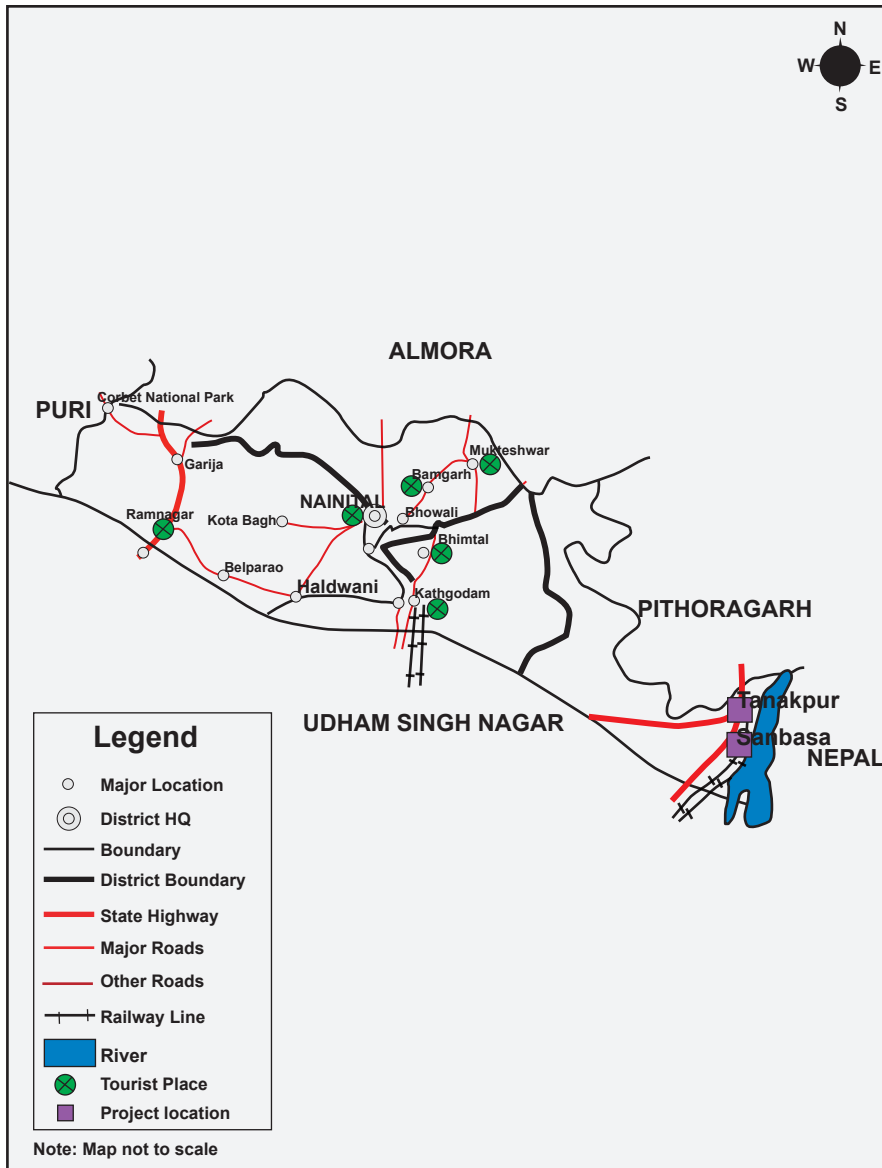 N
W E
S
ALMORA
Corbet National Park
PURI
Mukteshwar
Garija
Bamgarh
NAINITAL
Ramnagar
Kota Bagh
Bhowali
Bhimtal
Belparao
Haldwani
Kathgodam
PITHORAGARH
Tanakpur
UDHAM SINGH NAGAR
Sanbasa
NEPAL
Legend
Major Location
District HQ
Boundary
District Boundary
State Highway
Major Roads
Other Roads
Railway Line
River
Tourist Place
Project location
Note: Map not to scale